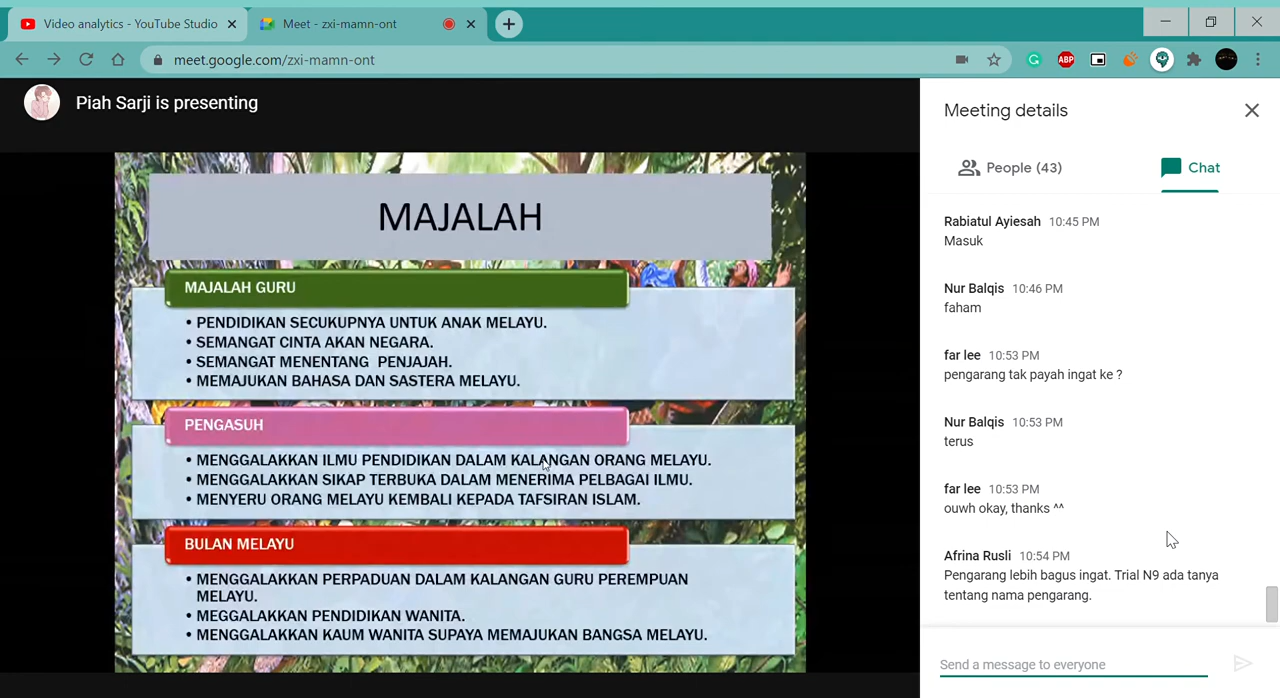 Video analytics - YouTube Studio
Meet - zxi-mamn-ont
meet.google.com/zxi-mamn-ont
ABP
Piah Sarji is presenting
MAJALAH
MAJALAH GURU
• PENDIDIKAN SECUKUPNYA UNTUK ANAK MELAYU.
• SEMANGAT CINTA AKAN NEGARA.
• SEMANGAT MENENTANG PENJAJAH.
• MEMAJUKAN BAHASA DAN SASTERA MELAYU.
PENGASUH
• MENGGALAKKAN ILMU PENDIDIKAN DALAM KALANGAN ORANG MELAYU.
• MENGGALAKKAN SIKAP TERBUKA DALAM MENERIMA PELBAGAI ILMU.
• MENYERU ORANG MELAYU KEMBALI KEPADA TAFSIRAN ISLAM.
BULAN MELAYU
• MENGGALAKKAN PERPADUAN DALAM KALANGAN GURU PEREMPUAN
MELAYU.
• MEGGALAKKAN PENDIDIKAN WANITA.
• MENGGALAKKAN KAUM WANITA SUPAYA MEMAJUKAN BANGSA MELAYU.
Meeting details
People (43)
Chat
Rabiatul Ayiesah 10:45 PM
Masuk
Nur Balqis 10:46 PM
faham
far lee 10:53 PM
pengarang tak payah ingat ke ?
Nur Balqis 10:53 PM
terus
far lee 10:53 PM
ouwh okay, thanks ^^
Afrina Rusli 10:54 PM
Pengarang lebih bagus ingat. Trial N9 ada tanya
tentang nama pengarang.
Send a message to everyone